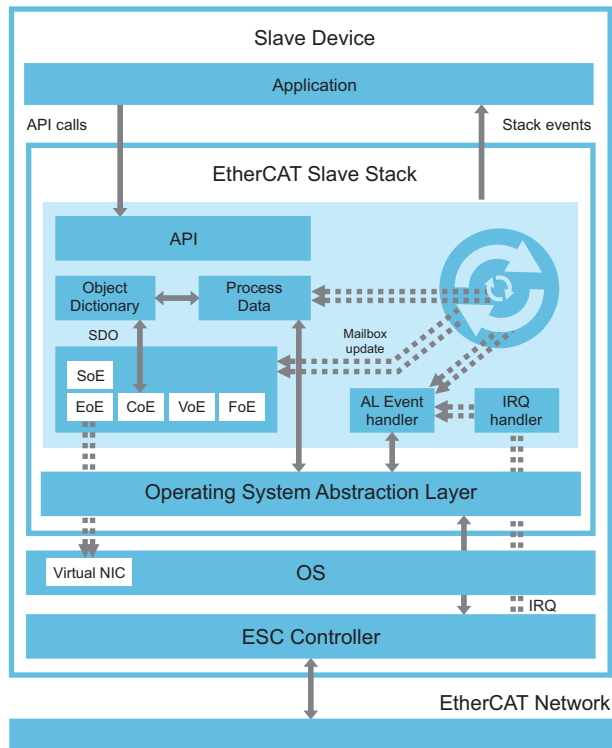 Slave Device
Application
API calls
Stack events
EtherCAT Slave Stack
API
Object
Dictionary
Process
Data
SDO
Mailbox
update
SoE
EoE
CoE
VoE
FoE
AL Event
handler
IRQ
handler
Operating System Abstraction Layer
Virtual NIC
OS
IRQ
ESC Controller
EtherCAT Network